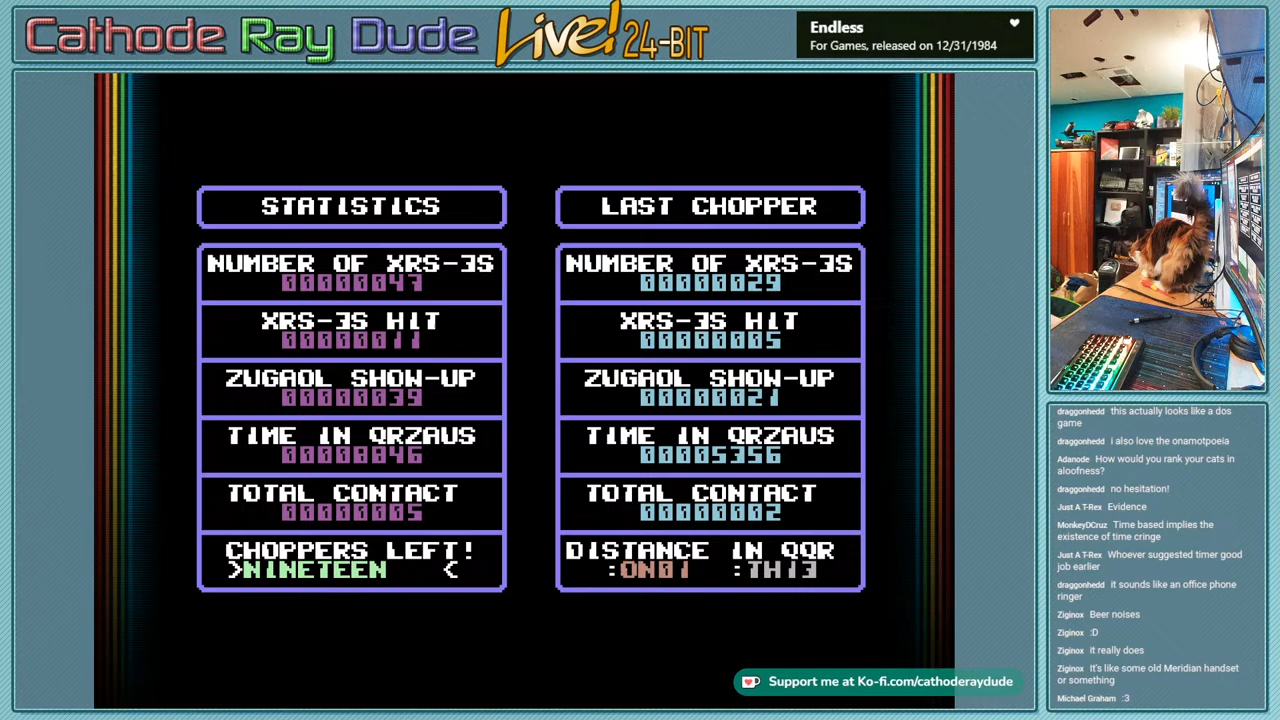 Cathode Ray Dude Live! 24-BIT
Endless
For Games, released on 12/31/1984
STATISTICS
NUMBER OF XRS-3S
00000047
XRS-3S HIT
00000011
ZUGAOL SHOW-UP
00000039
TIME IN QRZAUS
00008046
TOTAL CONTACT
00000005
CHOPPERS LEFT!
>NINETEEN <
LAST CHOPPER
NUMBER OF XRS-3S
00000029
XRS-3S HIT
00000005
ZUGAOL SHOW-UP
00000021
TIME IN QRZAUS
00005356
TOTAL CONTACT
00000002
DISTANCE IN QQR
:ON01 :TH13
Support me at Ko-fi.com/cathoderaydude
draggonhedd this actually looks like a dos
game
draggonhedd i also love the onamotpoeia
Adanode How would you rank your cats in
aloofness?
draggonhedd no hesitation!
Just A T-Rex Evidence
MonkeyDCruz Time based implies the
existence of time cringe
Just A T-Rex Whoever suggested timer good
job earlier
draggonhedd it sounds like an office phone
ringer
Ziginox Beer noises
Ziginox :D
Ziginox it really does
Ziginox It's like some old Meridian handset
or something
Michael Graham :3